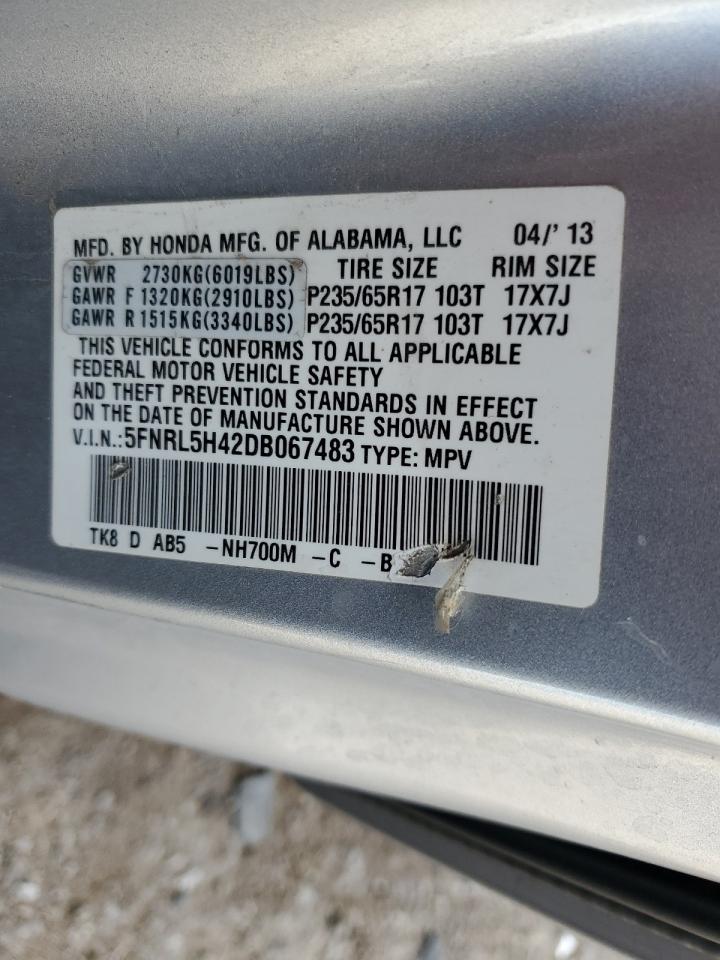 MFD. BY HONDA MFG. OF ALABAMA, LLC 04/' 13
GVWR 2730KG(6019LBS) TIRE SIZE RIM SIZE
GAWR F 1320KG(2910LBS) P235/65R17 103T 17X7J
GAWR R 1515KG(3340LBS) P235/65R17 103T 17X7J
THIS VEHICLE CONFORMS TO ALL APPLICABLE
FEDERAL MOTOR VEHICLE SAFETY
AND THEFT PREVENTION STANDARDS IN EFFECT
ON THE DATE OF MANUFACTURE SHOWN ABOVE.
V.I.N.:5FNRL5H42DB067483 TYPE: MPV
TK8 D AB5 -NH700M -C -B